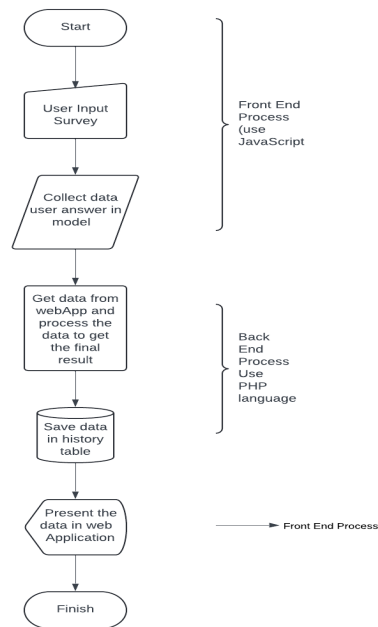 Start
User Input
Survey
Collect data
user answer in
model
Front End
Process
(use
JavaScript
Get data from
webApp and
process the
data to get
the final
result
Save data
in history
table
Back
End
Process
Use
PHP
language
Present the
data in web
Application
Front End Process
Finish